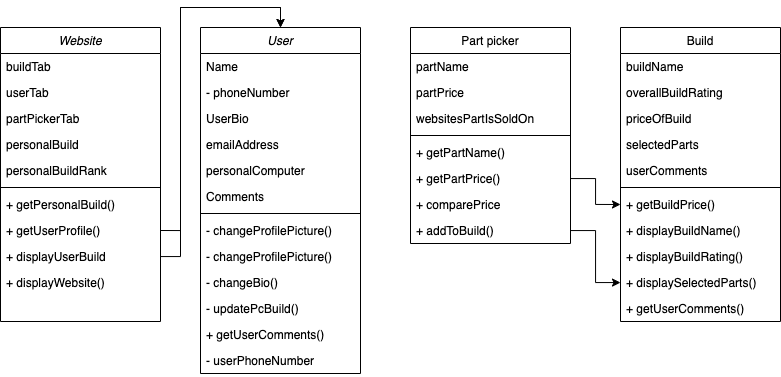 Website
buildTab
userTab
partPickerTab
personalBuild
personalBuildRank
+ getPersonalBuild()
+ getUserProfile()
+ displayUserBuild
+ displayWebsite()
User
Name
- phoneNumber
UserBio
emailAddress
personalComputer
Comments
- changeProfilePicture()
- changeProfilePicture()
- changeBio()
- updatePcBuild()
+ getUserComments()
- userPhoneNumber
Part picker
partName
partPrice
websitesPartIsSoldOn
+ getPartName()
+ getPartPrice()
+ comparePrice
+ addToBuild()
Build
buildName
overallBuildRating
priceOfBuild
selectedParts
userComments
+ getBuildPrice()
+ displayBuildName()
+ displayBuildRating()
+ displaySelectedParts()
+ getUserComments()